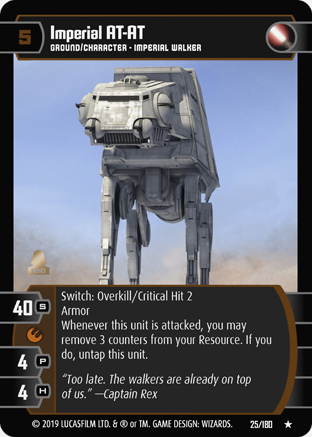 5
Imperial AT-AT
GROUND/CHARACTER - IMPERIAL WALKER
40 S
4 P
4 H
Switch: Overkill/Critical Hit 2
Armor
Whenever this unit is attacked, you may
remove 3 counters from your Resource. If you
do, untap this unit.
"Too late. The walkers are already on top
of us." —Captain Rex
© 2019 LUCASFILM LTD. & ® or TM. GAME DESIGN: WIZARDS. 25/180